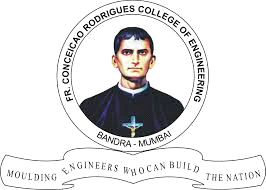 FR. CONCEICAO RODRIGUES COLLEGE OF ENGINEERING
BANDRA - MUMBAI
MOULDING ENGINEERS WHO CAN BUILD THE NATION